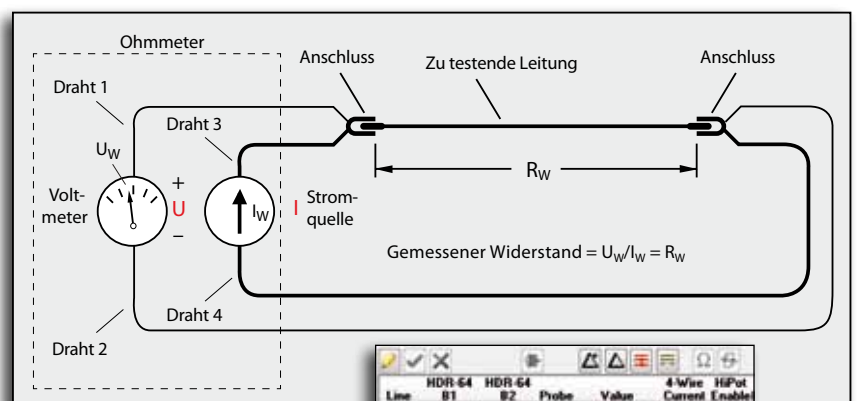 Ohmmeter
Anschluss
Zu testende Leitung
Anschluss
Draht 1
Draht 3
UW
Volt-
meter
+
U
−
IW
I
Strom-
quelle
RW
Gemessener Widerstand = UW/IW = RW
Draht 4
Draht 2
HDR-64 HDR-64 4-Wire HiPot
Line B1 B2 Probe Value Current Enable